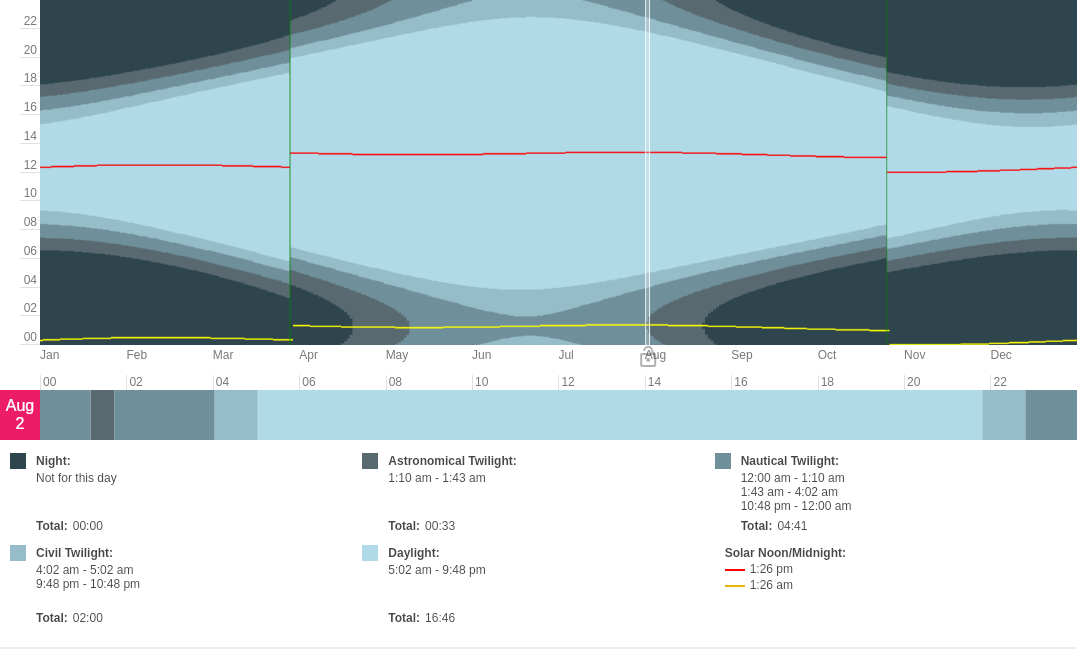 22
20
18
16
14
12
10
08
06
04
02
00
Jan Feb Mar Apr May Jun Jul Aug Sep Oct Nov Dec
00 02 04 06 08 10 12 14 16 18 20 22
Aug
2
Night:
Not for this day
Total: 00:00
Astronomical Twilight:
1:10 am - 1:43 am
Total: 00:33
Nautical Twilight:
12:00 am - 1:10 am
1:43 am - 4:02 am
10:48 pm - 12:00 am
Total: 04:41
Civil Twilight:
4:02 am - 5:02 am
9:48 pm - 10:48 pm
Total: 02:00
Daylight:
5:02 am - 9:48 pm
Total: 16:46
Solar Noon/Midnight:
1:26 pm
1:26 am